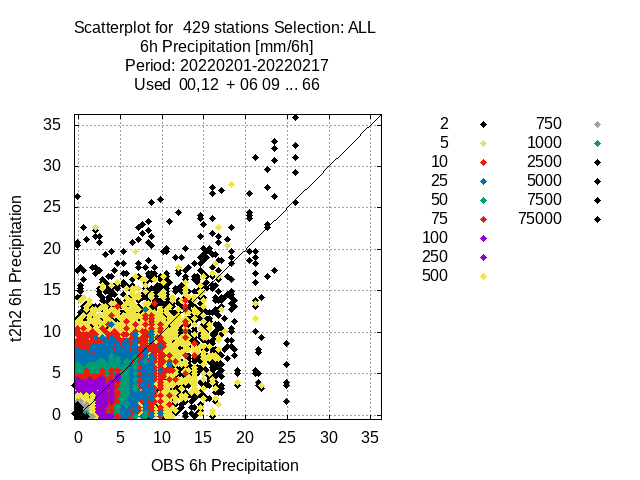 Scatterplot for  429 stations Selection: ALL
6h Precipitation [mm/6h]
Period: 20220201-20220217
Used  00,12  + 06 09 ... 66
35
30
25
20
15
10
5
0
t2h2 6h Precipitation
0 5 10 15 20 25 30 35
OBS 6h Precipitation
2 750
5 1000
10 2500
25 5000
50 7500
75 75000
100
250
500